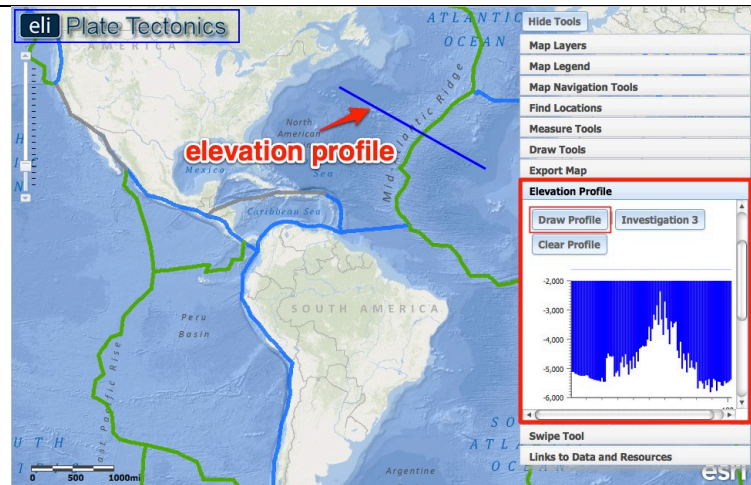 eli Plate Tectonics
AMERICA
ATLANTIC
OCEAN
Mid-Atlantic Ridge
North
American
elevation profile
Mexico
Sea
Caribbean Sea
SOUTH AMERICA
Peru
Basin
East Pacific Rise
Argentine
0 500 1000mi
Hide Tools
Map Layers
Map Legend
Map Navigation Tools
Find Locations
Measure Tools
Draw Tools
Export Map
Elevation Profile
Draw Profile
Investigation 3
Clear Profile
-2,000
-3,000
-4,000
-5,000
-6,000
Swipe Tool
Links to Data and Resources
esri